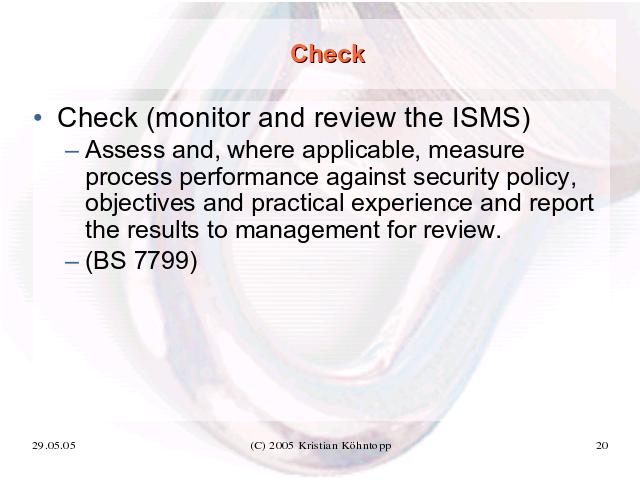 Check
• Check (monitor and review the ISMS)
– Assess and, where applicable, measure
process performance against security policy,
objectives and practical experience and report
the results to management for review.
– (BS 7799)
29.05.05
(C) 2005 Kristian Köhntopp
20